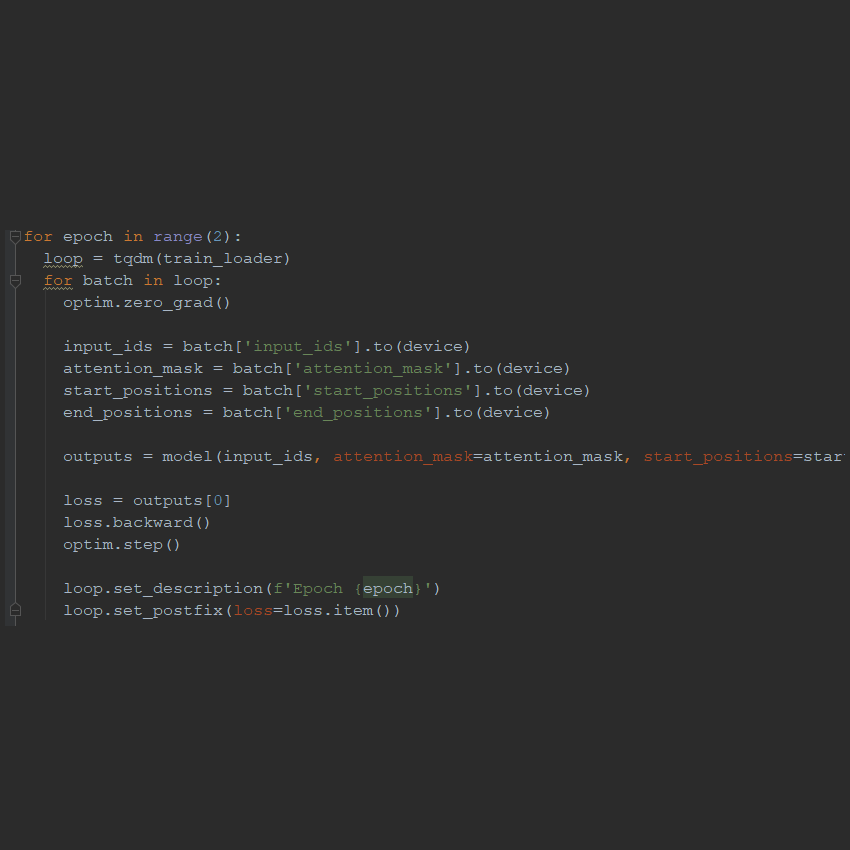 for epoch in range(2):
loop = tqdm(train_loader)
for batch in loop:
optim.zero_grad()
input_ids = batch['input_ids'].to(device)
attention_mask = batch['attention_mask'].to(device)
start_positions = batch['start_positions'].to(device)
end_positions = batch['end_positions'].to(device)
outputs = model(input_ids, attention_mask=attention_mask, start_positions=star
loss = outputs[0]
loss.backward()
optim.step()
loop.set_description(f'Epoch {epoch}')
loop.set_postfix(loss=loss.item())